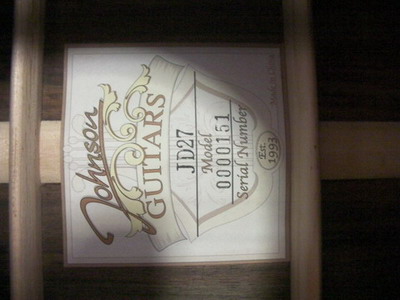 Johnson
GUITARS
JD27
Model
0000151
Serial Number
Est.
1993